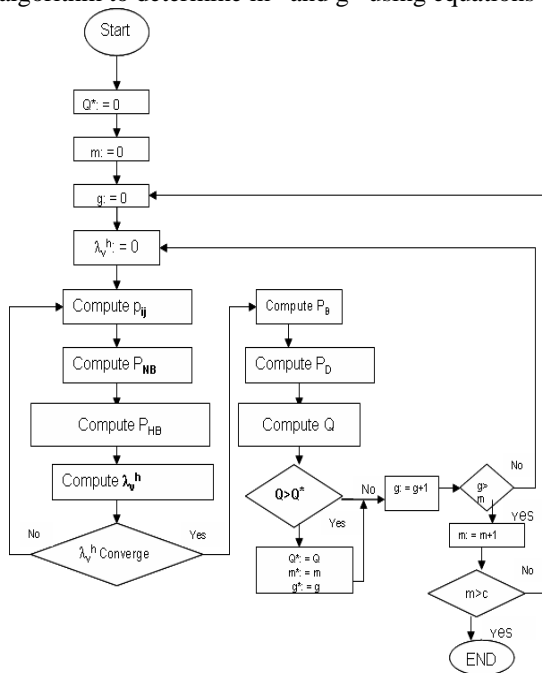 algorithm to determine m* and g* using equations
Start
Q*: = 0
m: = 0
g: = 0
λvh: = 0
Compute pij
Compute PNB
Compute PHB
Compute λvh
No
Yes
λvh Converge
Compute PB
Compute PD
Compute Q
Q>Q*
No
Yes
Q*: = Q
m*: = m
g*: = g
g: = g+1
g>
m
No
yes
m: = m+1
m>c
No
yes
END